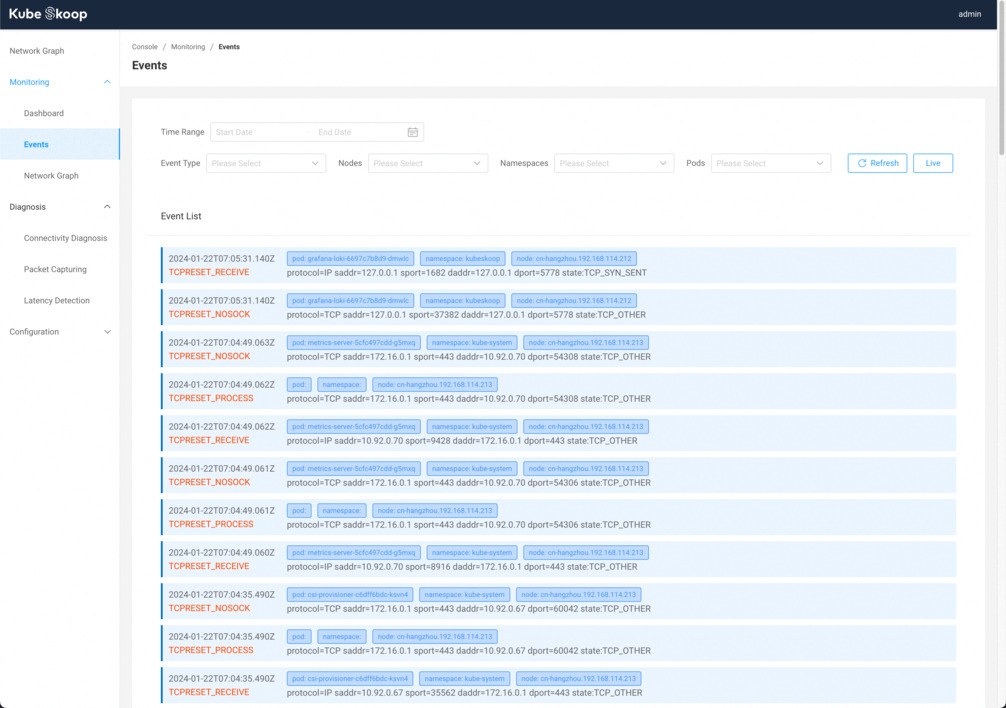 Kube Skoop
admin
Network Graph
Monitoring
Dashboard
Events
Network Graph
Diagnosis
Connectivity Diagnosis
Packet Capturing
Latency Detection
Configuration
Console / Monitoring / Events
Events
Time Range Start Date - End Date
Event Type Please Select Nodes Please Select Namespaces Please Select Pods Please Select Refresh Live
Event List
2024-01-22T07:05:31.140Z pod: grafana-loki-6697c7b8d9-dmwlc namespace: kubeskoop node: cn-hangzhou.192.168.114.212
TCPRESET_RECEIVE protocol=IP saddr=127.0.0.1 sport=1682 daddr=127.0.0.1 dport=5778 state:TCP_SYN_SENT
2024-01-22T07:05:31.140Z pod: grafana-loki-6697c7b8d9-dmwlc namespace: kubeskoop node: cn-hangzhou.192.168.114.212
TCPRESET_NOSOCK protocol=TCP saddr=127.0.0.1 sport=37382 daddr=127.0.0.1 dport=5778 state:TCP_OTHER
2024-01-22T07:04:49.063Z pod: metrics-server-5cfc497cdd-g5mxq namespace: kube-system node: cn-hangzhou.192.168.114.213
TCPRESET_NOSOCK protocol=TCP saddr=172.16.0.1 sport=443 daddr=10.92.0.70 dport=54308 state:TCP_OTHER
2024-01-22T07:04:49.062Z pod: namespace: node: cn-hangzhou.192.168.114.213
TCPRESET_PROCESS protocol=TCP saddr=172.16.0.1 sport=443 daddr=10.92.0.70 dport=54308 state:TCP_OTHER
2024-01-22T07:04:49.062Z pod: metrics-server-5cfc497cdd-g5mxq namespace: kube-system node: cn-hangzhou.192.168.114.213
TCPRESET_RECEIVE protocol=IP saddr=10.92.0.70 sport=9428 daddr=172.16.0.1 dport=443 state:TCP_OTHER
2024-01-22T07:04:49.061Z pod: metrics-server-5cfc497cdd-g5mxq namespace: kube-system node: cn-hangzhou.192.168.114.213
TCPRESET_NOSOCK protocol=TCP saddr=172.16.0.1 sport=443 daddr=10.92.0.70 dport=54306 state:TCP_OTHER
2024-01-22T07:04:49.061Z pod: namespace: node: cn-hangzhou.192.168.114.213
TCPRESET_PROCESS protocol=TCP saddr=172.16.0.1 sport=443 daddr=10.92.0.70 dport=54306 state:TCP_OTHER
2024-01-22T07:04:49.060Z pod: metrics-server-5cfc497cdd-g5mxq namespace: kube-system node: cn-hangzhou.192.168.114.213
TCPRESET_RECEIVE protocol=IP saddr=10.92.0.70 sport=8916 daddr=172.16.0.1 dport=443 state:TCP_OTHER
2024-01-22T07:04:35.490Z pod: csi-provisioner-c6dff6bdc-ksvn4 namespace: kube-system node: cn-hangzhou.192.168.114.213
TCPRESET_NOSOCK protocol=TCP saddr=172.16.0.1 sport=443 daddr=10.92.0.67 dport=60042 state:TCP_OTHER
2024-01-22T07:04:35.490Z pod: namespace: node: cn-hangzhou.192.168.114.213
TCPRESET_PROCESS protocol=TCP saddr=172.16.0.1 sport=443 daddr=10.92.0.67 dport=60042 state:TCP_OTHER
2024-01-22T07:04:35.490Z pod: csi-provisioner-c6dff6bdc-ksvn4 namespace: kube-system node: cn-hangzhou.192.168.114.213
TCPRESET_RECEIVE protocol=IP saddr=10.92.0.67 sport=35562 daddr=172.16.0.1 dport=443 state:TCP_OTHER